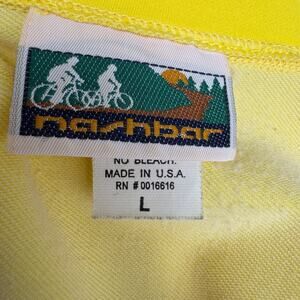 nashbar
NO BLEACH.
MADE IN U.S.A.
RN # 0016616
L